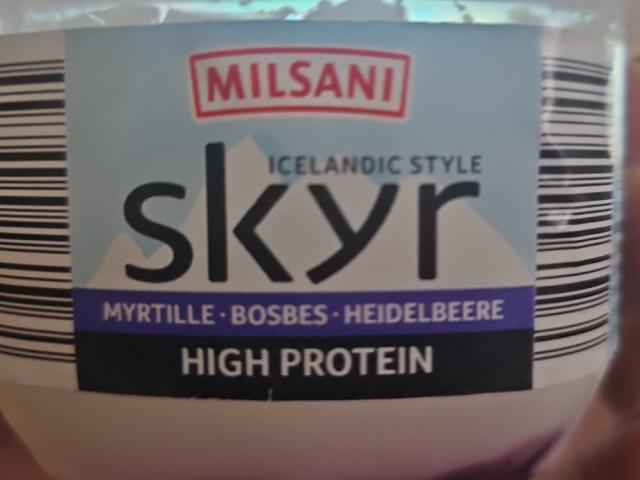 MILSANI
ICELANDIC STYLE
skyr
MYRTILLE · BOSBES · HEIDELBEERE
HIGH PROTEIN